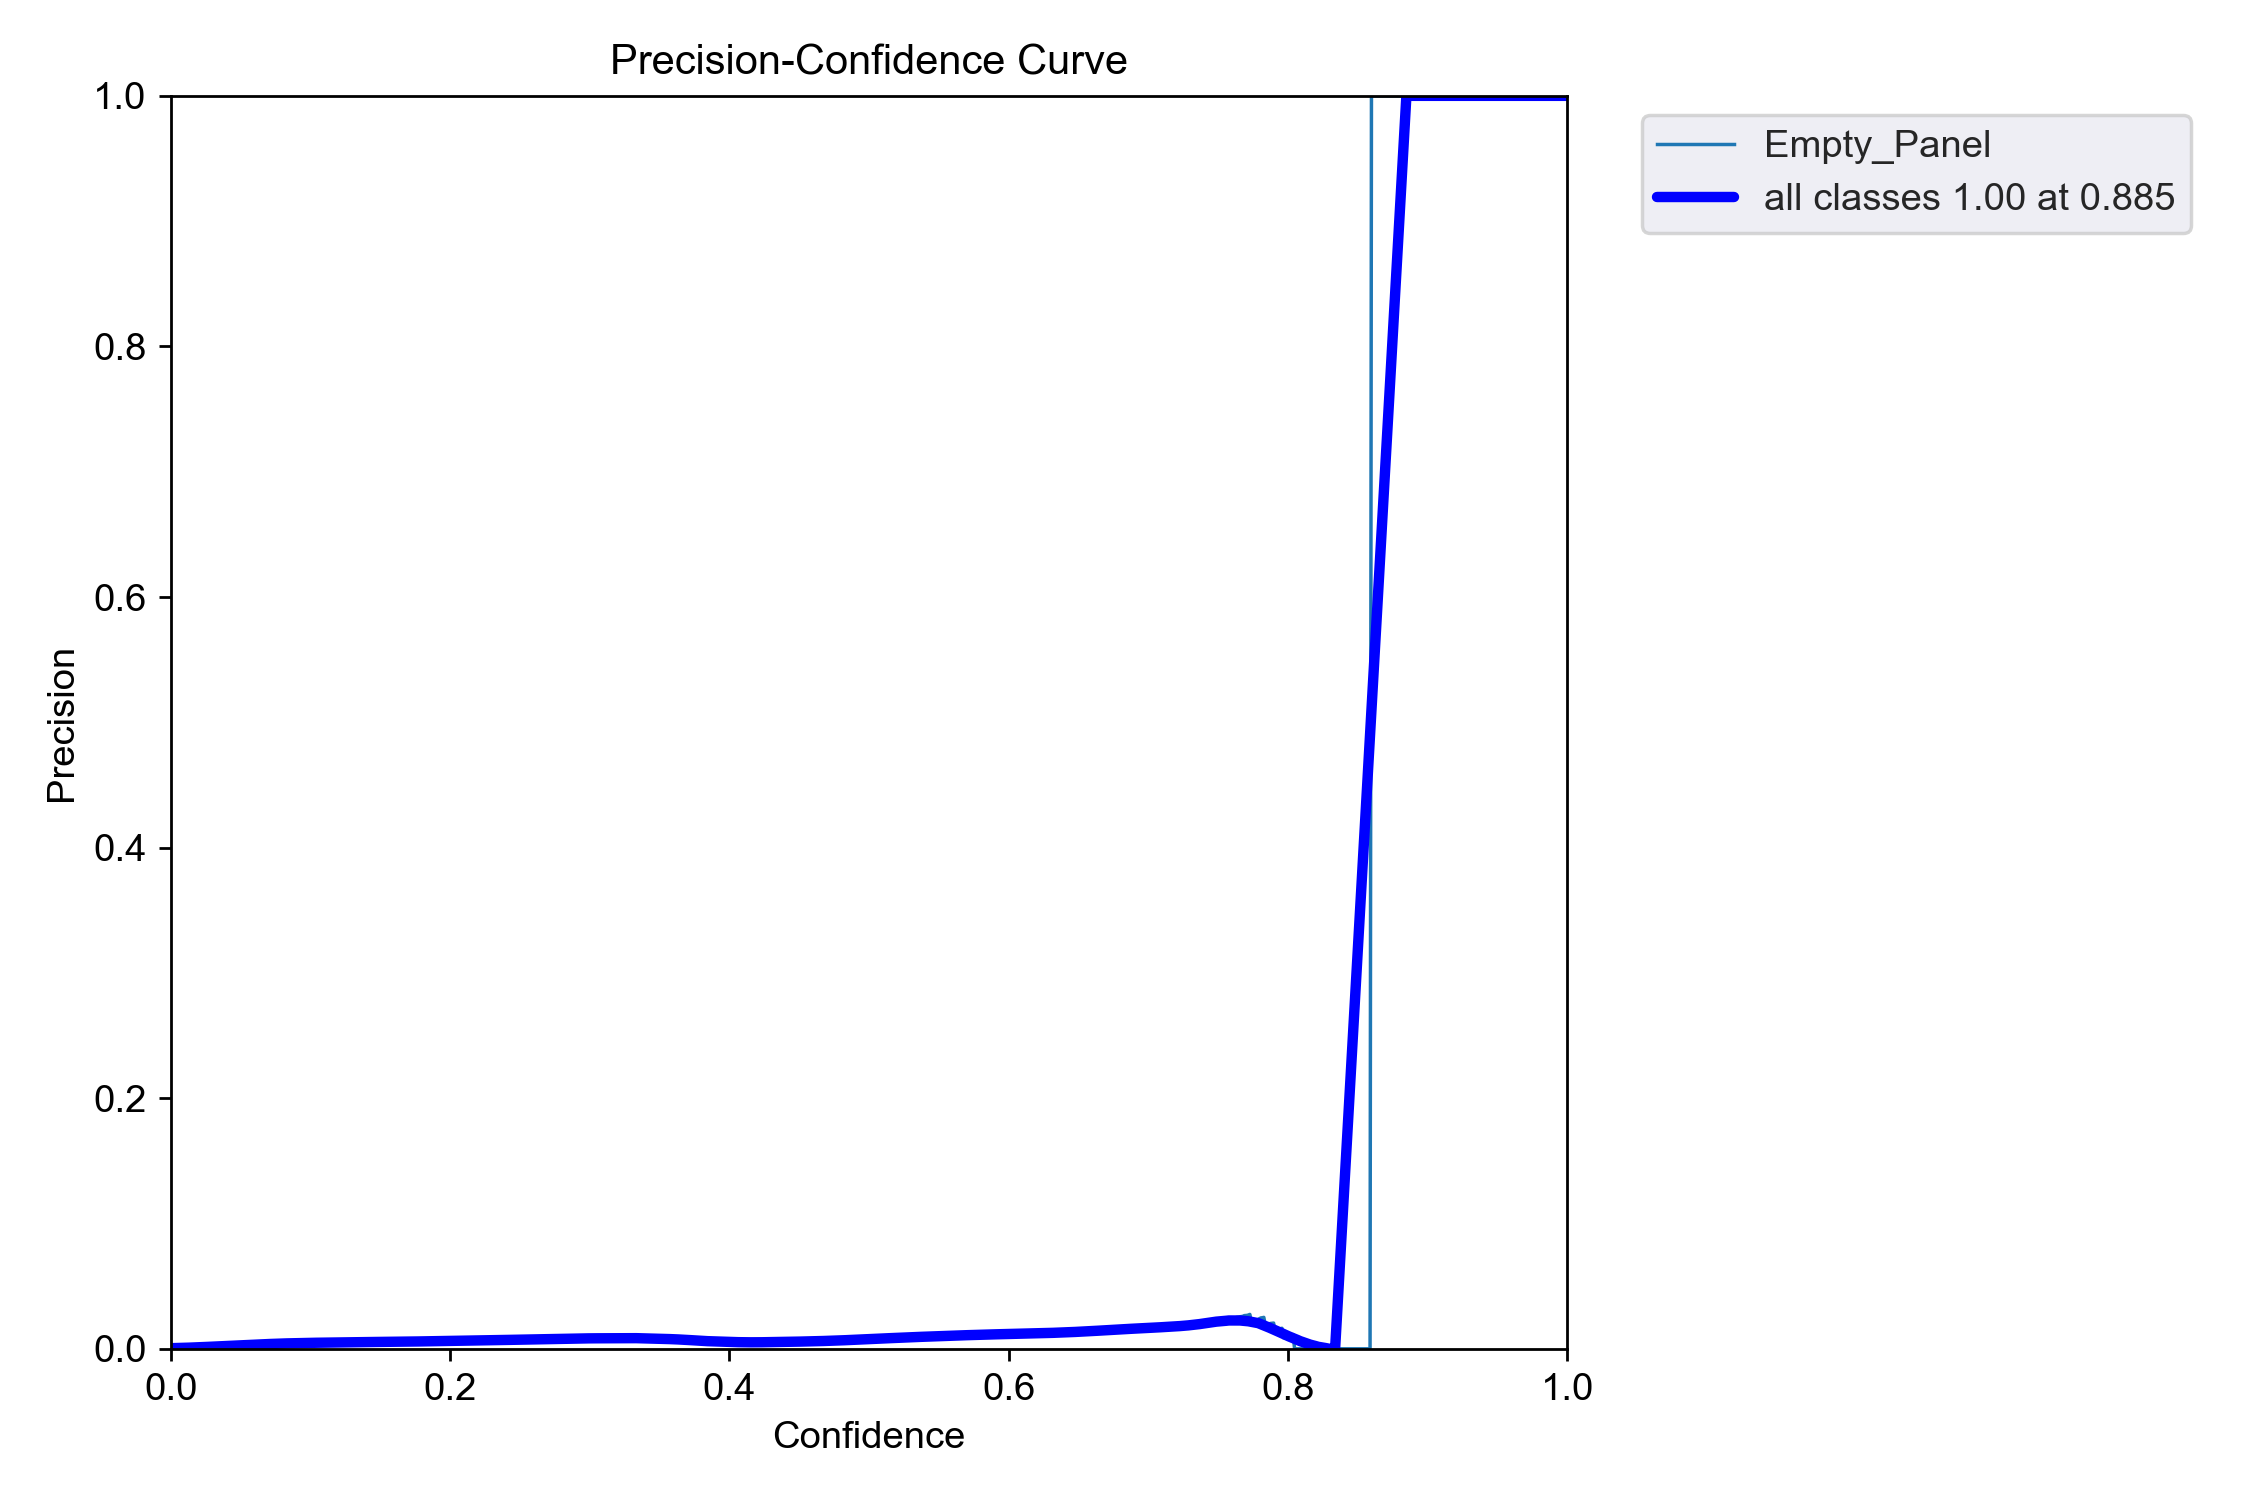 Precision-Confidence Curve
1.0
0.8
0.6
0.4
0.2
0.0
Precision
0.0 0.2 0.4 0.6 0.8 1.0
Confidence
Empty_Panel
all classes 1.00 at 0.885